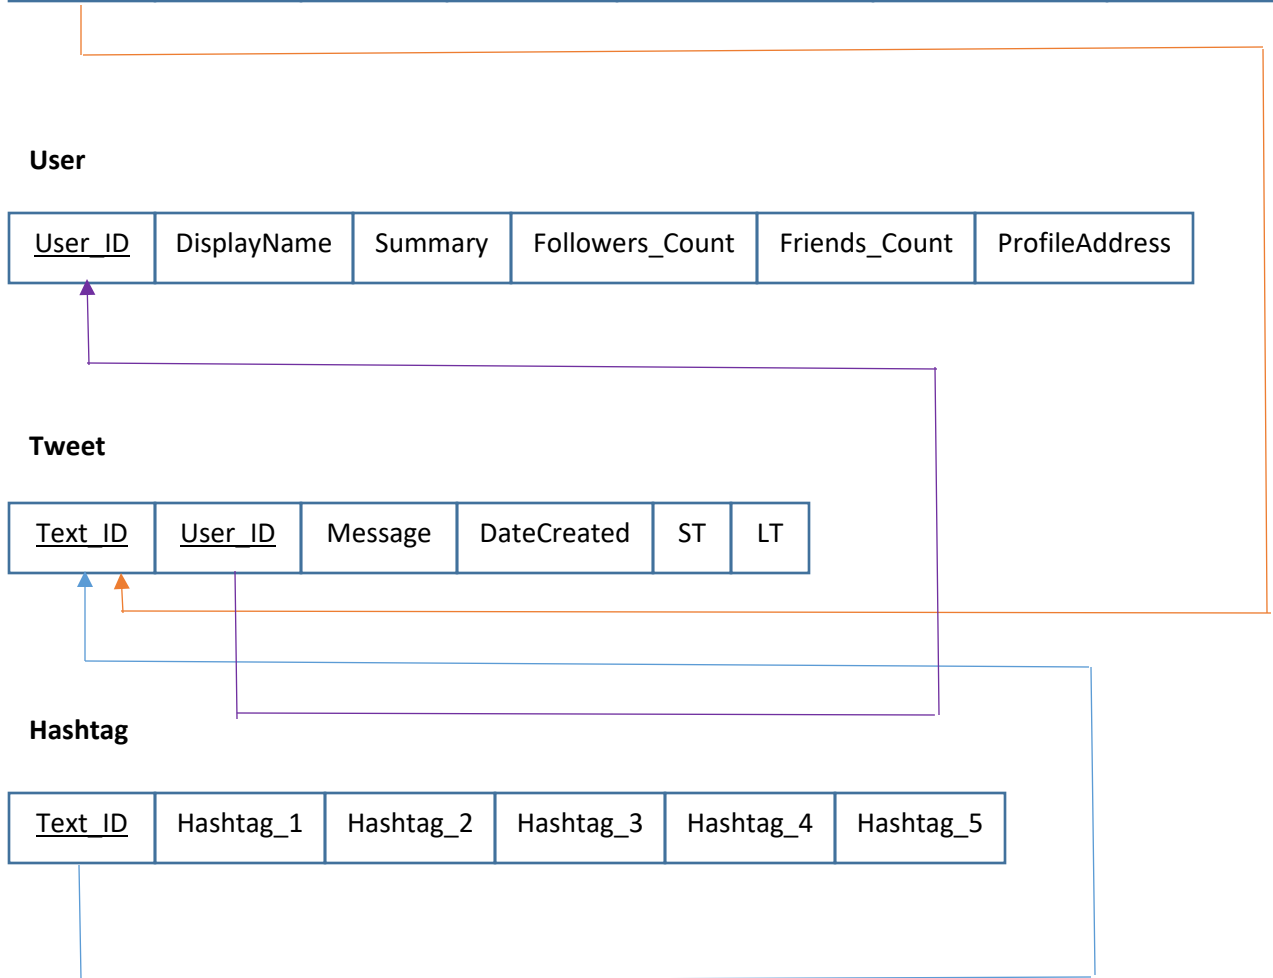 User
User_ID DisplayName Summary Followers_Count Friends_Count ProfileAddress
Tweet
Text_ID User_ID Message DateCreated ST LT
Hashtag
Text_ID Hashtag_1 Hashtag_2 Hashtag_3 Hashtag_4 Hashtag_5